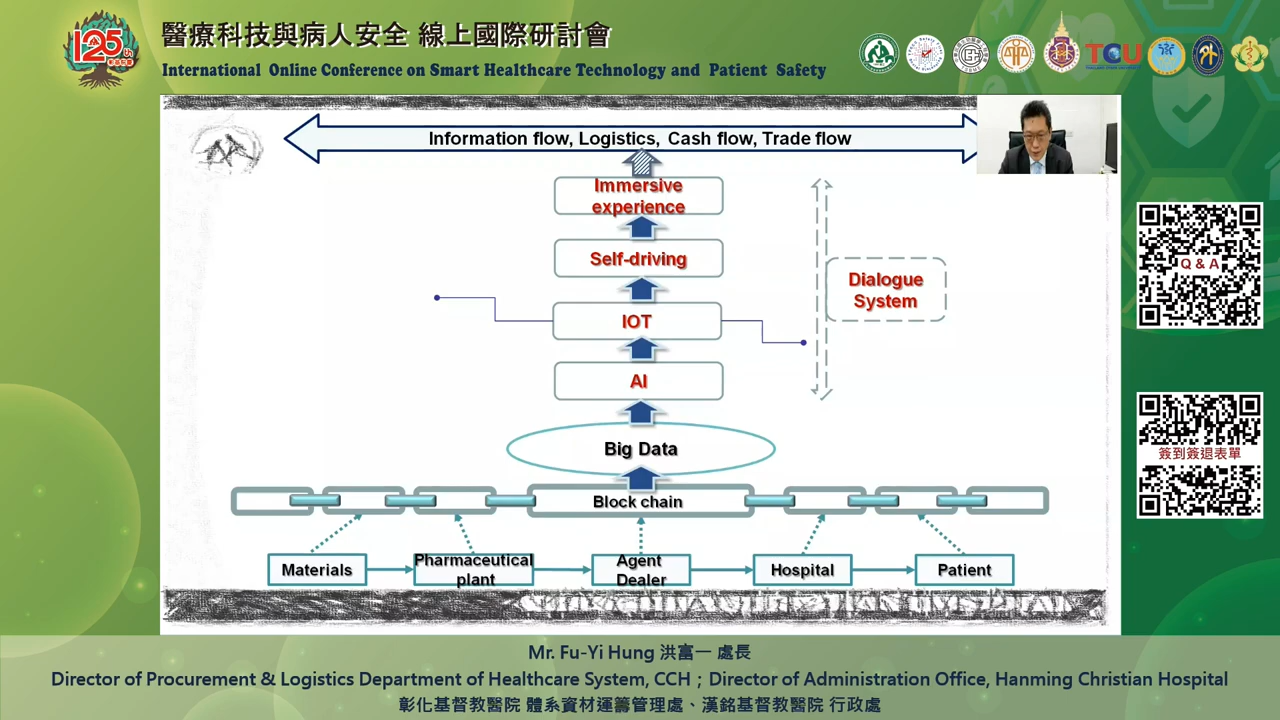 125th
醫療科技與病人安全 線上國際研討會
International Online Conference on Smart Healthcare Technology and Patient Safety
TCU
Information flow, Logistics, Cash flow, Trade flow
Immersive
experience
Self-driving
Dialogue
System
IOT
AI
Big Data
Block chain
Materials
Pharmaceutical
plant
Agent
Dealer
Hospital
Patient
Q & A
簽到簽退表單
Mr. Fu-Yi Hung 洪富一 處長
Director of Procurement & Logistics Department of Healthcare System, CCH；Director of Administration Office, Hanming Christian Hospital
彰化基督教醫院 體系資材運籌管理處、漢銘基督教醫院 行政處